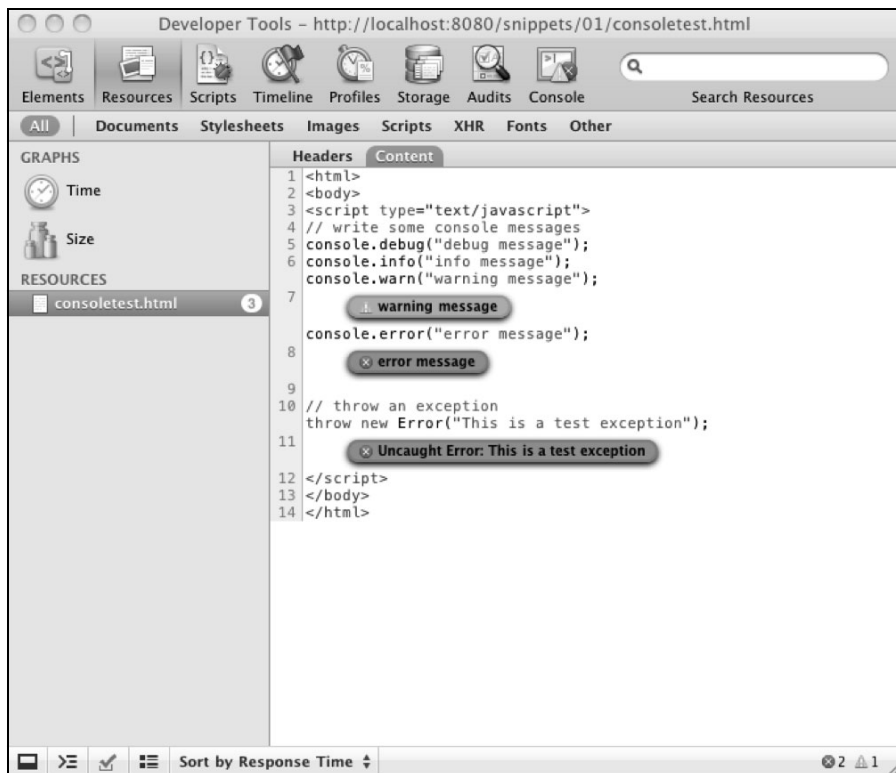 Developer Tools – http://localhost:8080/snippets/01/consoletest.html
Elements Resources Scripts Timeline Profiles Storage Audits Console Search Resources
All Documents Stylesheets Images Scripts XHR Fonts Other
GRAPHS
Time
Size
RESOURCES
consoletest.html 3
Headers Content
1 <html>
2 <body>
3 <script type="text/javascript">
4 // write some console messages
5 console.debug("debug message");
6 console.info("info message");
console.warn("warning message");
7 warning message
console.error("error message");
8 error message
9
10 // throw an exception
throw new Error("This is a test exception");
11 Uncaught Error: This is a test exception
12 </script>
13 </body>
14 </html>
Sort by Response Time 2 1